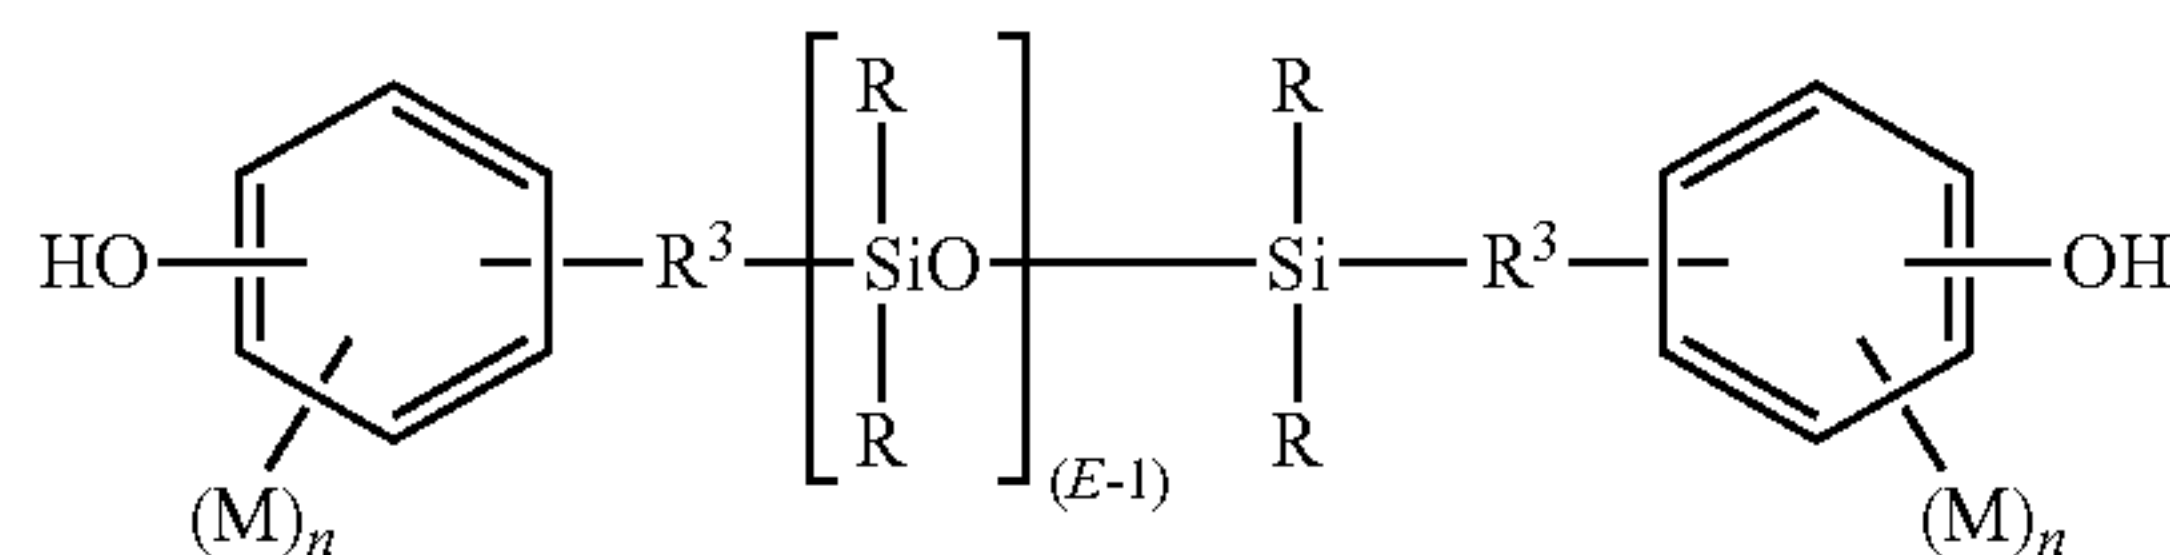 R R
HO R³ SiO Si R³ OH
R R
(E-1)
(M)n (M)n